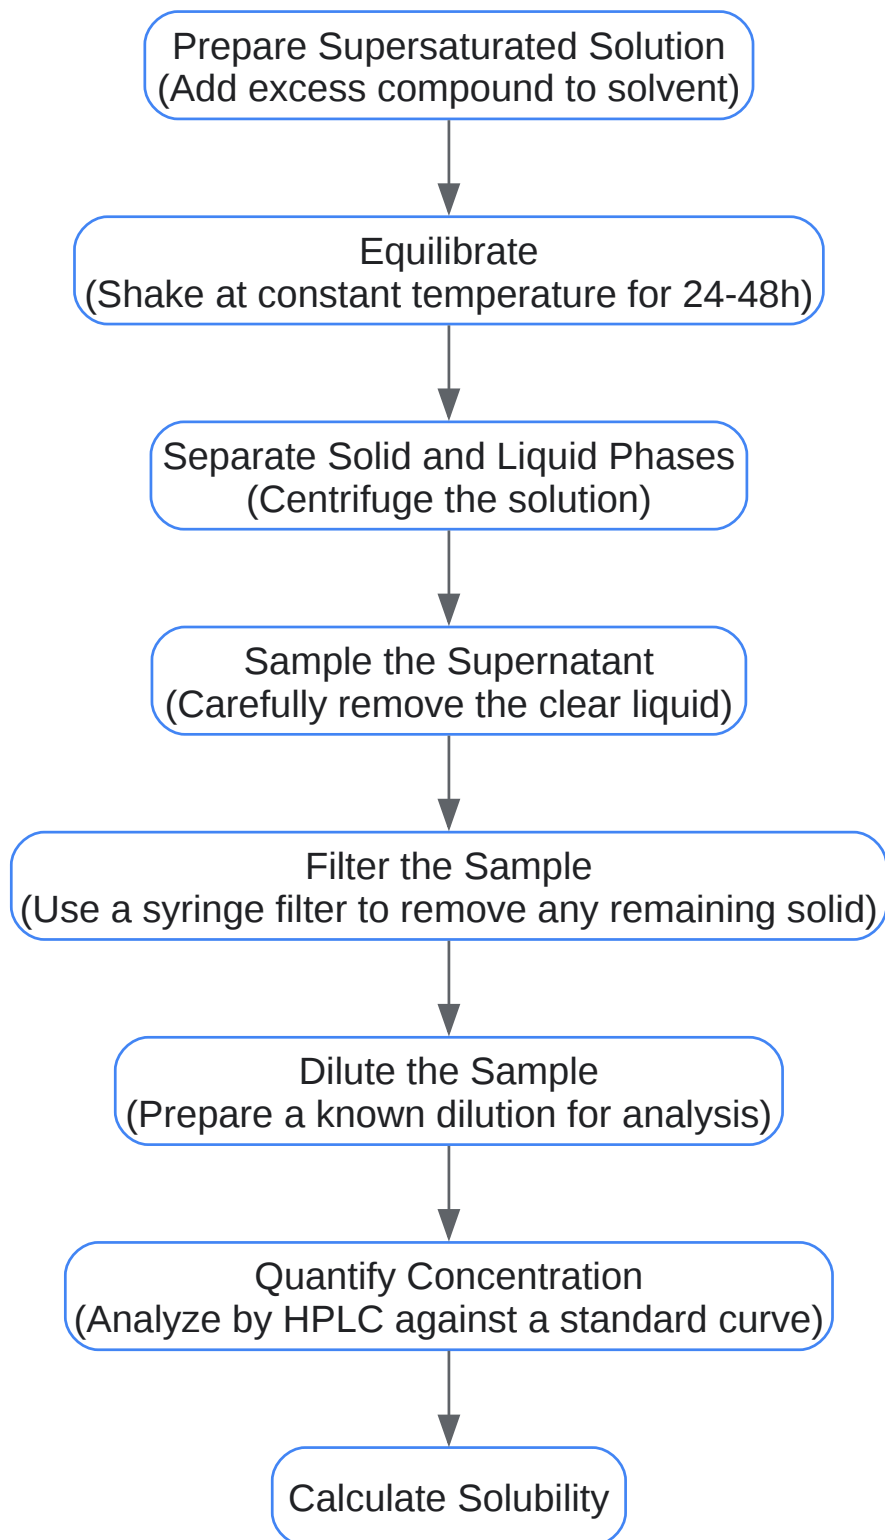 Prepare Supersaturated Solution
(Add excess compound to solvent)
Equilibrate
(Shake at constant temperature for 24-48h)
Separate Solid and Liquid Phases
(Centrifuge the solution)
Sample the Supernatant
(Carefully remove the clear liquid)
Filter the Sample
(Use a syringe filter to remove any remaining solid)
Dilute the Sample
(Prepare a known dilution for analysis)
Quantify Concentration
(Analyze by HPLC against a standard curve)
Calculate Solubility